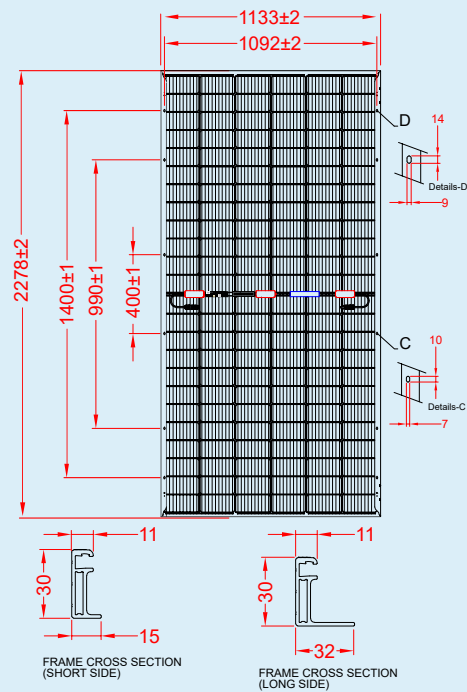 1133±2
1092±2
D
14
Details-D
9
2278±2
1400±1
990±1
400±1
C
10
Details-C
7
11
30
15
FRAME CROSS SECTION
(SHORT SIDE)
11
30
32
FRAME CROSS SECTION
(LONG SIDE)